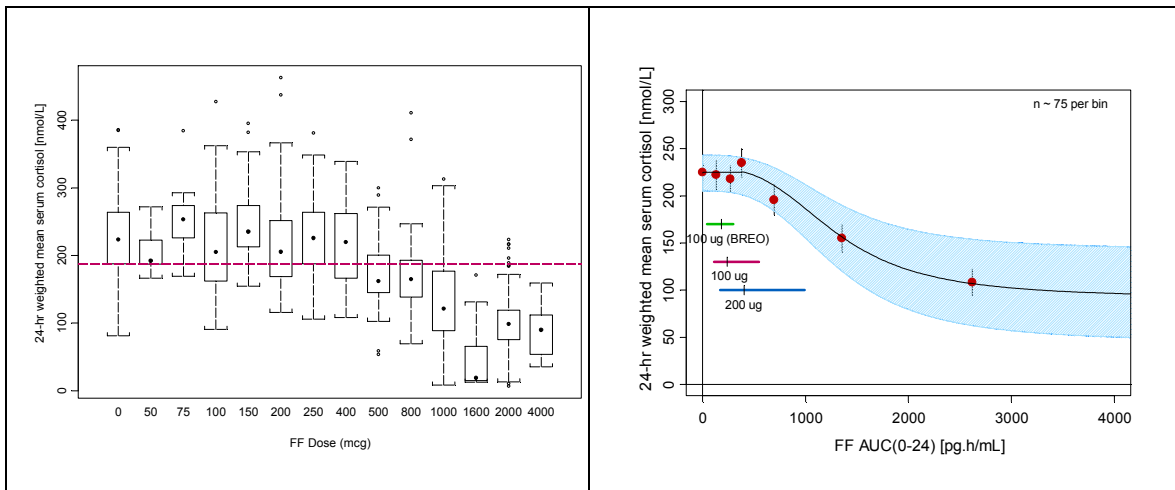 24-hr weighted mean serum cortisol [nmol/L]
400
300
200
100
0
0 50 75 100 150 200 250 400 500 800 1000 1600 2000 4000
FF Dose (mcg)
24-hr weighted mean serum cortisol [nmol/L]
300
250
200
150
100
50
0
n ~ 75 per bin
100 ug (BREO)
100 ug
200 ug
0 1000 2000 3000 4000
FF AUC(0-24) [pg.h/mL]